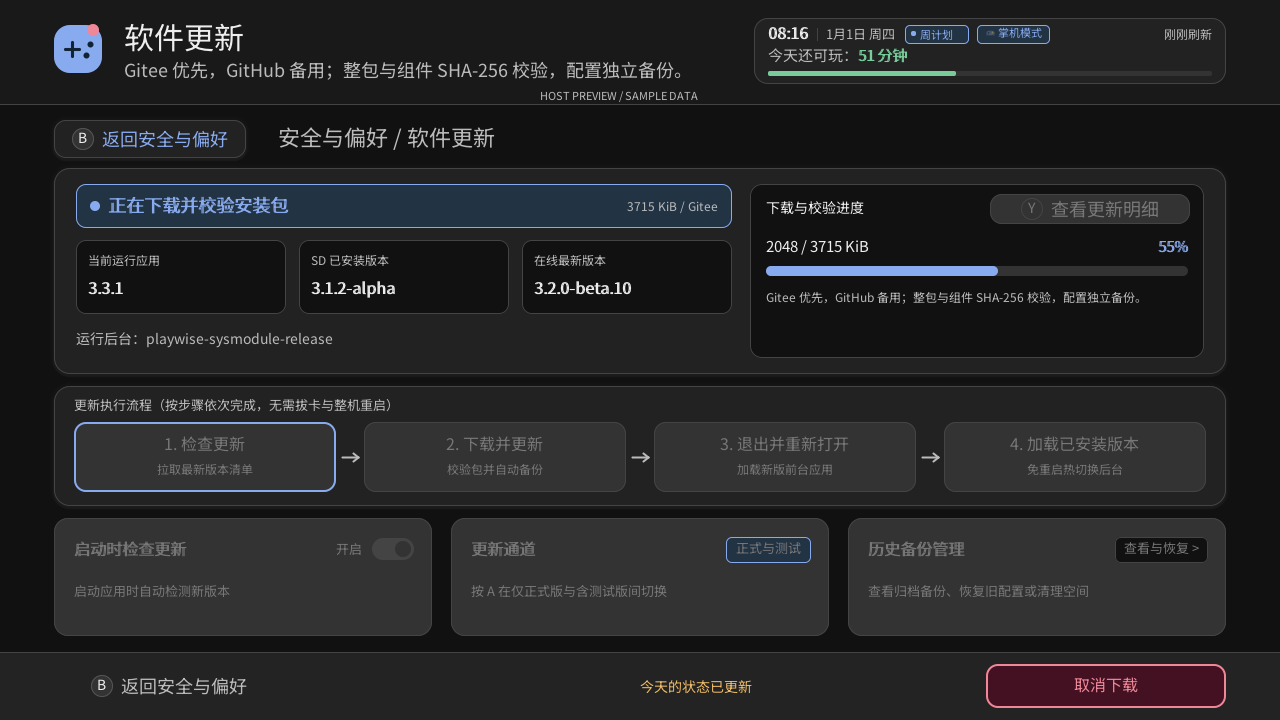 软件更新
Gitee 优先，GitHub 备用；整包与组件 SHA-256 校验，配置独立备份。
HOST PREVIEW / SAMPLE DATA
08:16 | 1月1日 周四 周计划 掌机模式 刚刚刷新
今天还可玩：51 分钟
B 返回安全与偏好
安全与偏好 / 软件更新
正在下载并校验安装包
3715 KiB / Gitee
当前运行应用
3.3.1
SD 已安装版本
3.1.2-alpha
在线最新版本
3.2.0-beta.10
运行后台：playwise-sysmodule-release
下载与校验进度
Y 查看更新明细
2048 / 3715 KiB
55%
Gitee 优先，GitHub 备用；整包与组件 SHA-256 校验，配置独立备份。
更新执行流程（按步骤依次完成，无需拔卡与整机重启）
1. 检查更新
拉取最新版本清单
2. 下载并更新
校验包并自动备份
3. 退出并重新打开
加载新版前台应用
4. 加载已安装版本
免重启热切换后台
启动时检查更新
开启
启动应用时自动检测新版本
更新通道
正式与测试
按 A 在仅正式版与含测试版间切换
历史备份管理
查看与恢复 >
查看归档备份、恢复旧配置或清理空间
B 返回安全与偏好
今天的状态已更新
取消下载